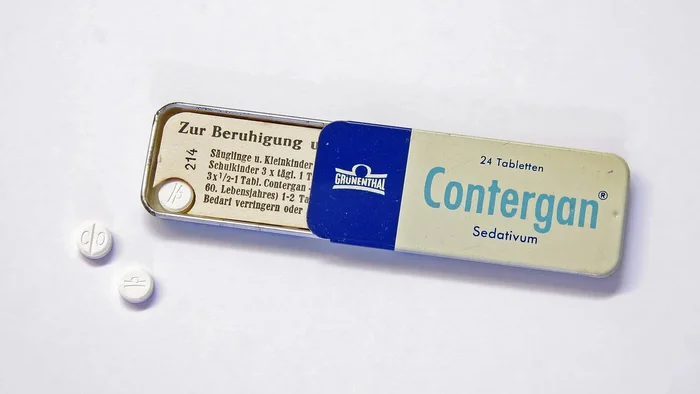 Zur Beruhigung u
214
Säuglinge u. Kleinkinder
Schulkinder 3 x tägl. 1 T
3x½-1 Tabl. Contergan
60. Lebensjahres) 1-2 Ta
Bedarf verringern oder
GRÜNENTHAL
24 Tabletten
Contergan®
Sedativum